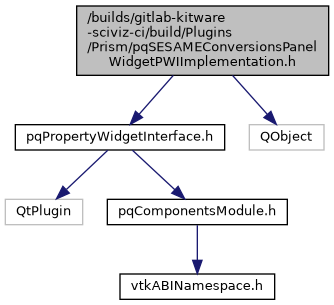 /builds/gitlab-kitware
-sciviz-ci/build/Plugins
/Prism/pqSESAMEConversionsPanel
WidgetPWIImplementation.h
pqPropertyWidgetInterface.h
QObject
QtPlugin
pqComponentsModule.h
vtkABINamespace.h